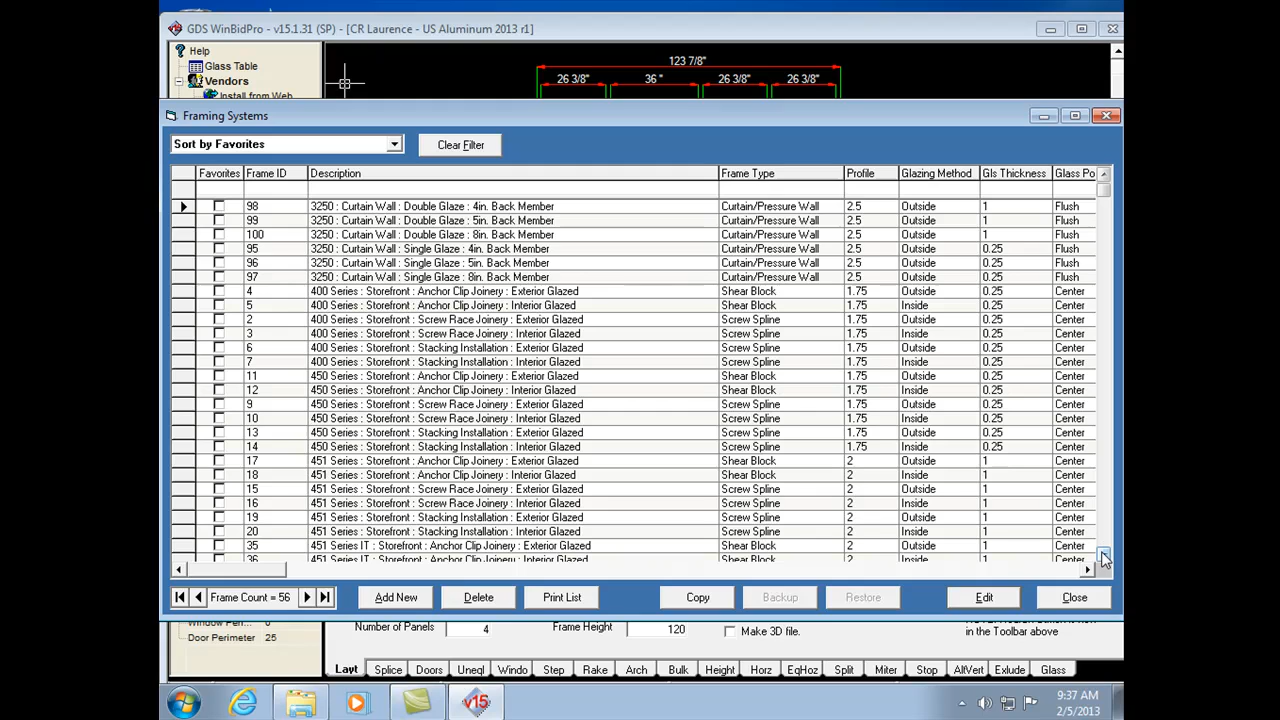 GDS WinBidPro - v15.1.31 (SP) - [CR Laurence - US Aluminum 2013 r1]
Help
Glass Table
Vendors
Install from Web
123 7/8"
26 3/8" 36 " 26 3/8" 26 3/8"
Framing Systems
Sort by Favorites Clear Filter
Favorites Frame ID Description Frame Type Profile Glazing Method Gls Thickness Glass Po
98 3250 : Curtain Wall : Double Glaze : 4in. Back Member Curtain/Pressure Wall 2.5 Outside 1 Flush
99 3250 : Curtain Wall : Double Glaze : 5in. Back Member Curtain/Pressure Wall 2.5 Outside 1 Flush
100 3250 : Curtain Wall : Double Glaze : 8in. Back Member Curtain/Pressure Wall 2.5 Outside 1 Flush
95 3250 : Curtain Wall : Single Glaze : 4in. Back Member Curtain/Pressure Wall 2.5 Outside 0.25 Flush
96 3250 : Curtain Wall : Single Glaze : 5in. Back Member Curtain/Pressure Wall 2.5 Outside 0.25 Flush
97 3250 : Curtain Wall : Single Glaze : 8in. Back Member Curtain/Pressure Wall 2.5 Outside 0.25 Flush
4 400 Series : Storefront : Anchor Clip Joinery : Exterior Glazed Shear Block 1.75 Outside 0.25 Center
5 400 Series : Storefront : Anchor Clip Joinery : Interior Glazed Shear Block 1.75 Inside 0.25 Center
2 400 Series : Storefront : Screw Race Joinery : Exterior Glazed Screw Spline 1.75 Outside 0.25 Center
3 400 Series : Storefront : Screw Race Joinery : Interior Glazed Screw Spline 1.75 Inside 0.25 Center
6 400 Series : Storefront : Stacking Installation : Exterior Glazed Screw Spline 1.75 Outside 0.25 Center
7 400 Series : Storefront : Stacking Installation : Interior Glazed Screw Spline 1.75 Inside 0.25 Center
11 450 Series : Storefront : Anchor Clip Joinery : Exterior Glazed Shear Block 1.75 Outside 0.25 Center
12 450 Series : Storefront : Anchor Clip Joinery : Interior Glazed Shear Block 1.75 Inside 0.25 Center
9 450 Series : Storefront : Screw Race Joinery : Exterior Glazed Screw Spline 1.75 Outside 0.25 Center
10 450 Series : Storefront : Screw Race Joinery : Interior Glazed Screw Spline 1.75 Inside 0.25 Center
13 450 Series : Storefront : Stacking Installation : Exterior Glazed Screw Spline 1.75 Outside 0.25 Center
14 450 Series : Storefront : Stacking Installation : Interior Glazed Screw Spline 1.75 Inside 0.25 Center
17 451 Series : Storefront : Anchor Clip Joinery : Exterior Glazed Shear Block 2 Outside 1 Center
18 451 Series : Storefront : Anchor Clip Joinery : Interior Glazed Shear Block 2 Inside 1 Center
15 451 Series : Storefront : Screw Race Joinery : Exterior Glazed Screw Spline 2 Outside 1 Center
16 451 Series : Storefront : Screw Race Joinery : Interior Glazed Screw Spline 2 Inside 1 Center
19 451 Series : Storefront : Stacking Installation : Exterior Glazed Screw Spline 2 Outside 1 Center
20 451 Series : Storefront : Stacking Installation : Interior Glazed Screw Spline 2 Inside 1 Center
35 451 Series IT : Storefront : Anchor Clip Joinery : Exterior Glazed Shear Block 2 Outside 1 Center
36 451 Series IT : Storefront : Anchor Clip Joinery : Interior Glazed Shear Block 2 Inside 1 Center
Frame Count = 56 Add New Delete Print List Copy Backup Restore Edit Close
Window Peri... 0
Door Perimeter 25
Number of Panels 4 Frame Height 120 Make 3D file.
in the Toolbar above
Layt Splice Doors Uneql Windo Step Rake Arch Bulk Height Horz EqHoz Split Miter Stop AltVert Exlude Glass
v15
9:37 AM
2/5/2013